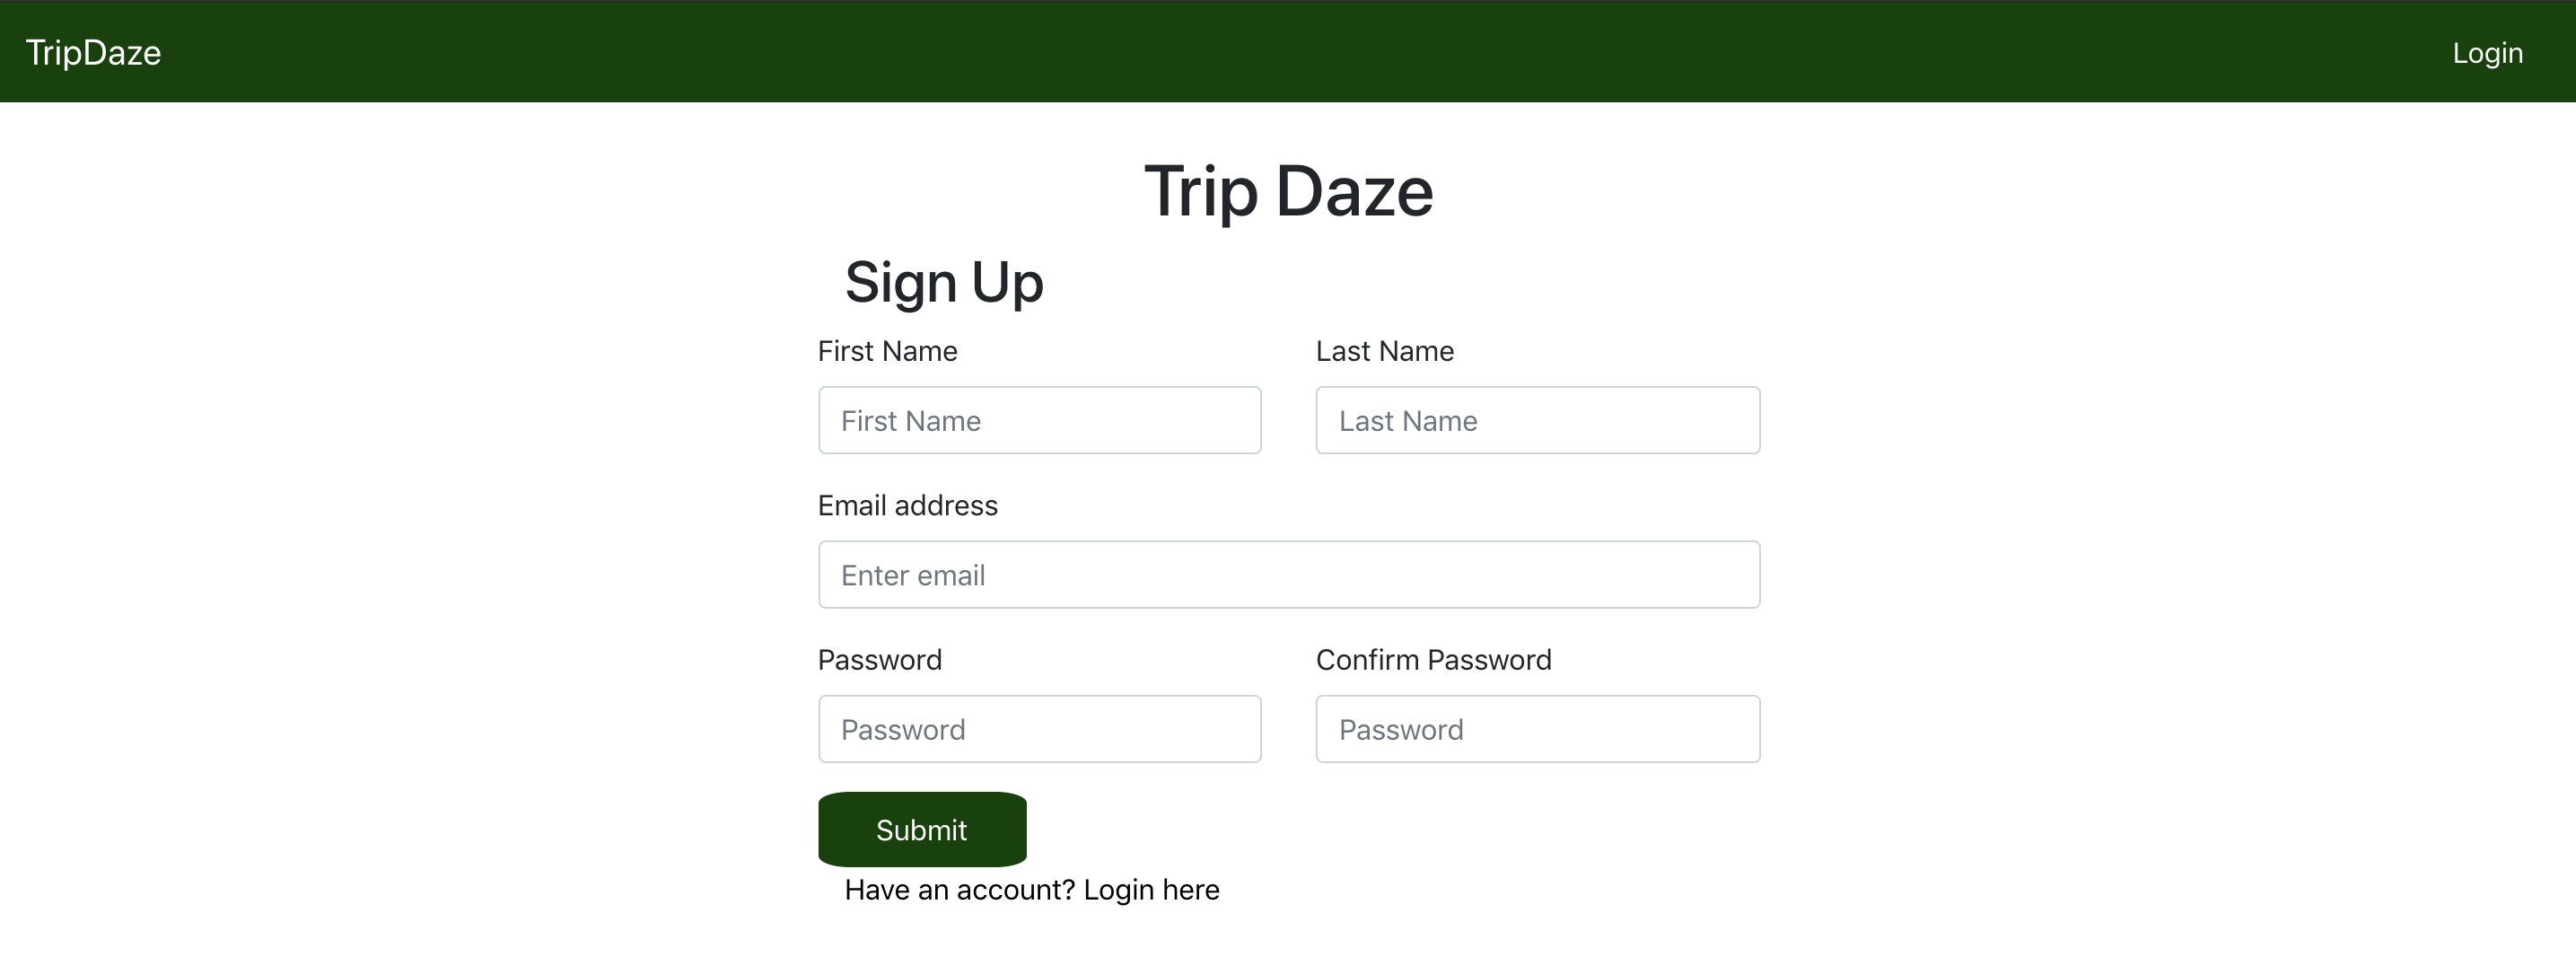 TripDaze Login
Trip Daze
Sign Up
First Name Last Name
First Name Last Name
Email address
Enter email
Password Confirm Password
Password Password
Submit
Have an account? Login here